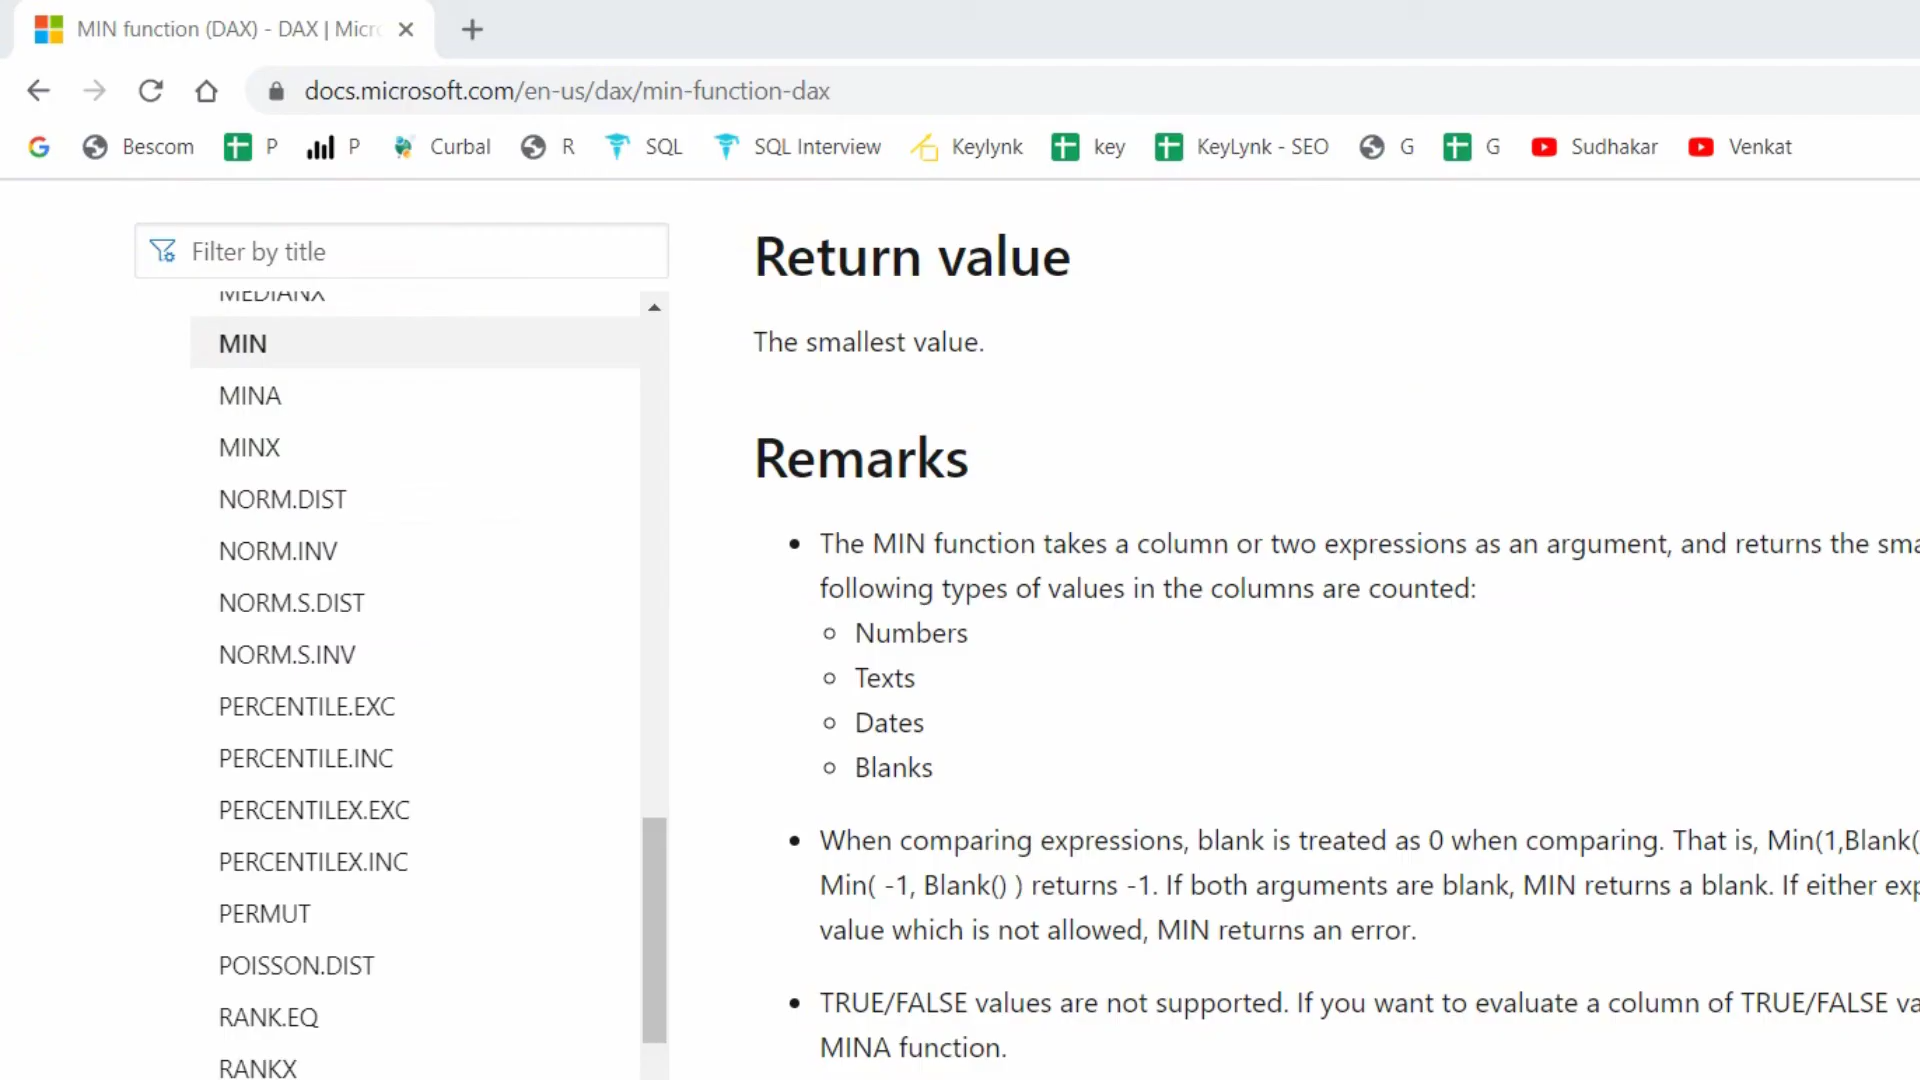 MIN function (DAX) - DAX | Micr
docs.microsoft.com/en-us/dax/min-function-dax
Bescom P P Curbal R SQL SQL Interview Keylynk key KeyLynk - SEO G G Sudhakar Venkat
Filter by title
MEDIANX
MIN
MINA
MINX
NORM.DIST
NORM.INV
NORM.S.DIST
NORM.S.INV
PERCENTILE.EXC
PERCENTILE.INC
PERCENTILEX.EXC
PERCENTILEX.INC
PERMUT
POISSON.DIST
RANK.EQ
RANKX
Return value
The smallest value.
Remarks
The MIN function takes a column or two expressions as an argument, and returns the sma
following types of values in the columns are counted:
Numbers
Texts
Dates
Blanks
When comparing expressions, blank is treated as 0 when comparing. That is, Min(1,Blank(
Min( -1, Blank() ) returns -1. If both arguments are blank, MIN returns a blank. If either exp
value which is not allowed, MIN returns an error.
TRUE/FALSE values are not supported. If you want to evaluate a column of TRUE/FALSE va
MINA function.